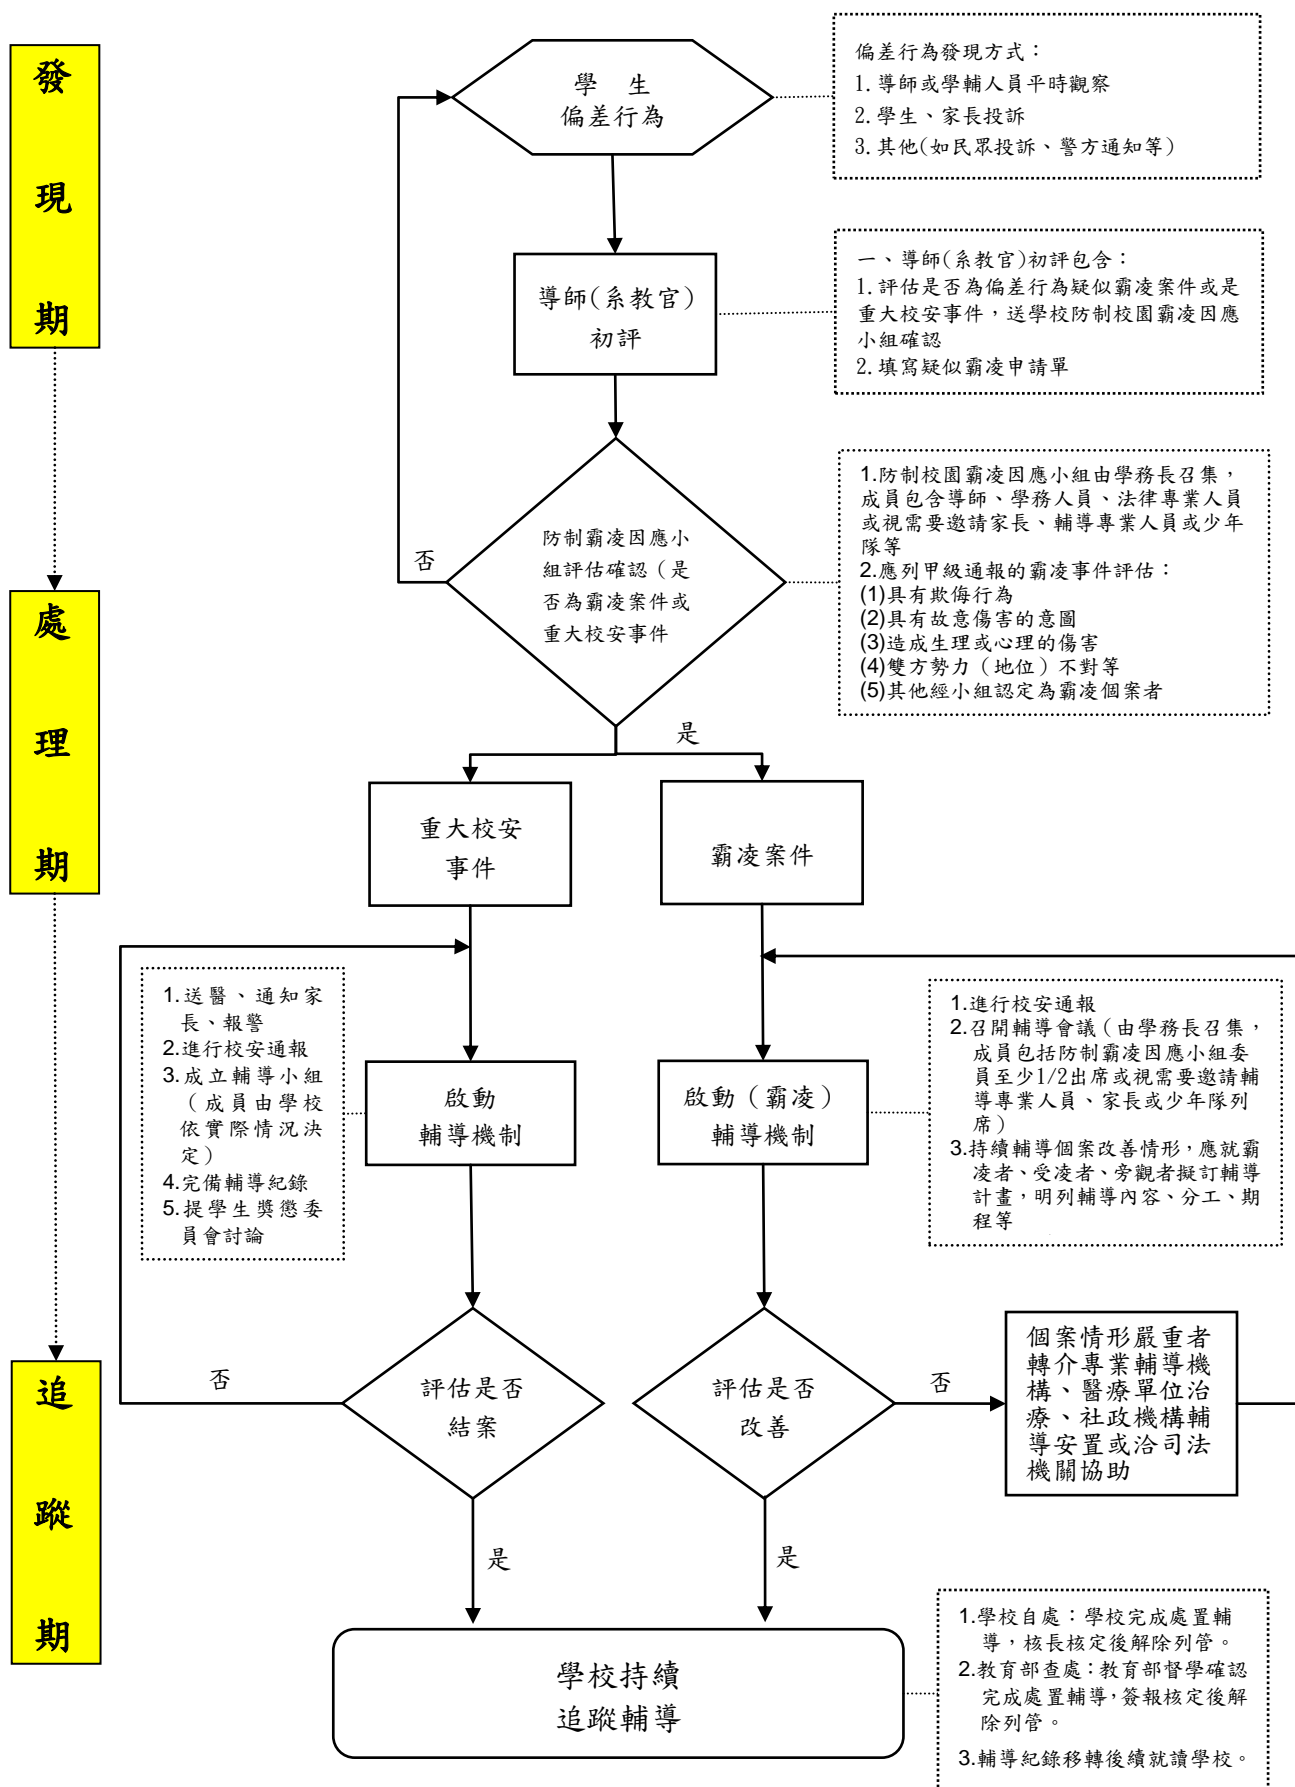 發
現
期
處
理
期
追
蹤
期
學 生
偏差行為
偏差行為發現方式：
1. 導師或學輔人員平時觀察
2. 學生、家長投訴
3. 其他(如民眾投訴、警方通知等)
導師(系教官)
初評
一、導師(系教官)初評包含：
1. 評估是否為偏差行為疑似霸凌案件或是
重大校安事件，送學校防制校園霸凌因應
小組確認
2. 填寫疑似霸凌申請單
防制霸凌因應小
組評估確認（是
否為霸凌案件或
重大校安事件
否
是
1.防制校園霸凌因應小組由學務長召集，
成員包含導師、學務人員、法律專業人員
或視需要邀請家長、輔導專業人員或少年
隊等
2.應列甲級通報的霸凌事件評估：
(1)具有欺侮行為
(2)具有故意傷害的意圖
(3)造成生理或心理的傷害
(4)雙方勢力（地位）不對等
(5)其他經小組認定為霸凌個案者
重大校安
事件
霸凌案件
1.送醫、通知家
長、報警
2.進行校安通報
3.成立輔導小組
（成員由學校
依實際情況決
定）
4.完備輔導紀錄
5.提學生獎懲委
員會討論
啟動
輔導機制
啟動（霸凌）
輔導機制
1.進行校安通報
2.召開輔導會議（由學務長召集，
成員包括防制霸凌因應小組委
員至少1/2出席或視需要邀請輔
導專業人員、家長或少年隊列
席）
3.持續輔導個案改善情形，應就霸
凌者、受凌者、旁觀者擬訂輔導
計畫，明列輔導內容、分工、期
程等
否
評估是否
結案
是
評估是否
改善
否
是
個案情形嚴重者
轉介專業輔導機
構、醫療單位治
療、社政機構輔
導安置或洽司法
機關協助
學校持續
追蹤輔導
1.學校自處：學校完成處置輔
導，核長核定後解除列管。
2.教育部查處：教育部督學確認
完成處置輔導，簽報核定後解
除列管。
3.輔導紀錄移轉後續就讀學校。